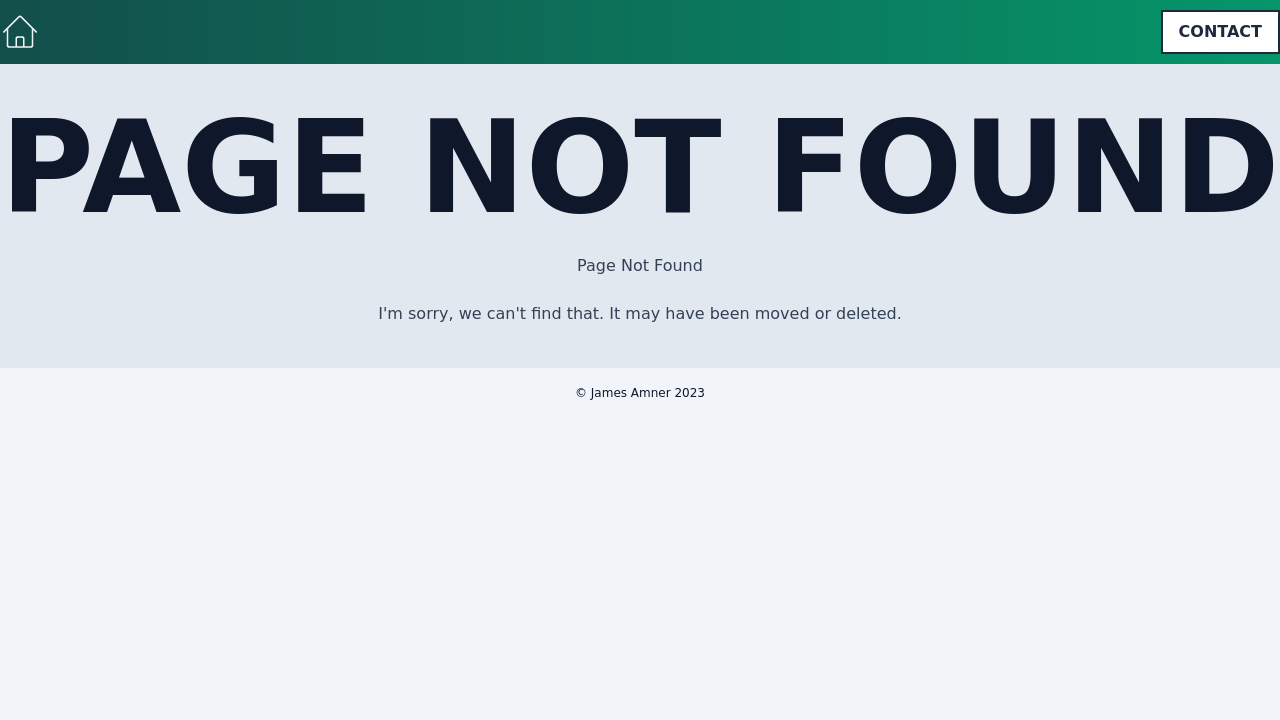 CONTACT
PAGE NOT FOUND
Page Not Found
I'm sorry, we can't find that. It may have been moved or deleted.
© James Amner 2023